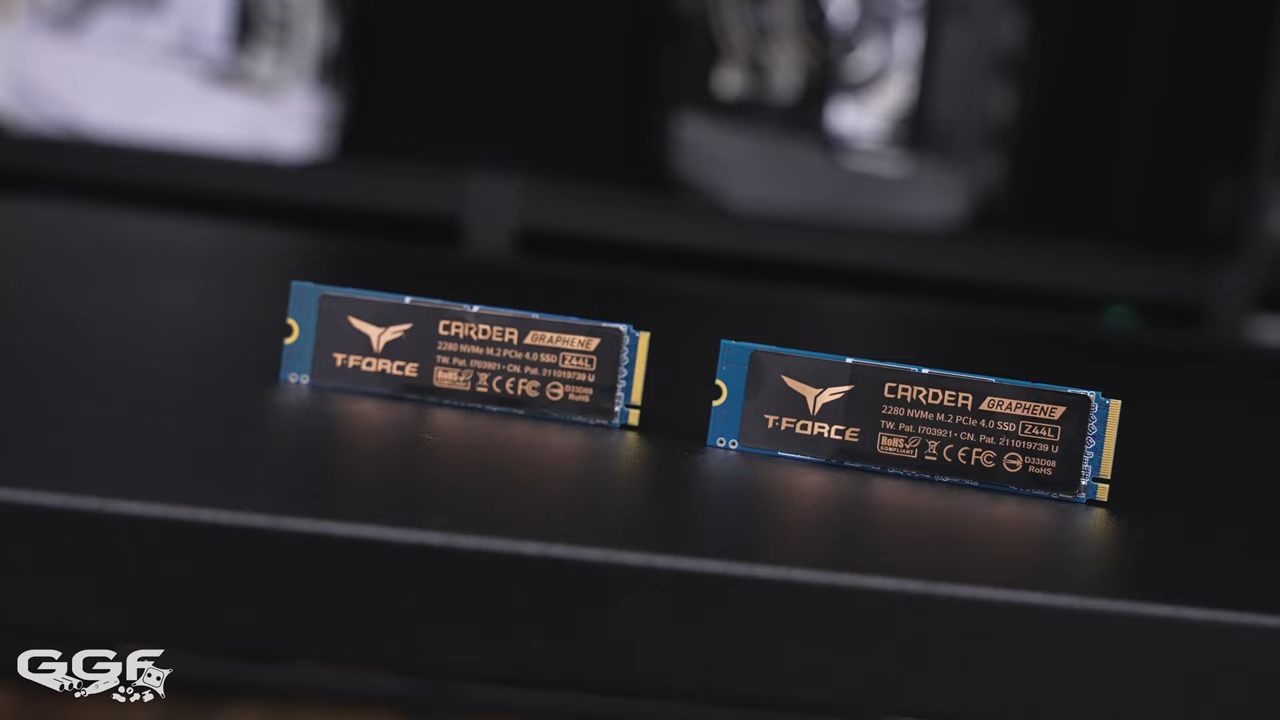 T·FORCE
CARDEA GRAPHENE
2280 NVMe M.2 PCIe 4.0 SSD Z44L
TW. Pat. I703921 • CN. Pat. 211019739 U
RoHS
CE FC D33D08
RoHS
T·FORCE
CARDEA GRAPHENE
2280 NVMe M.2 PCIe 4.0 SSD Z44L
TW. Pat. I703921 • CN. Pat. 211019739 U
RoHS
COMPLIANT
CE FC D33D08
RoHS
GGF